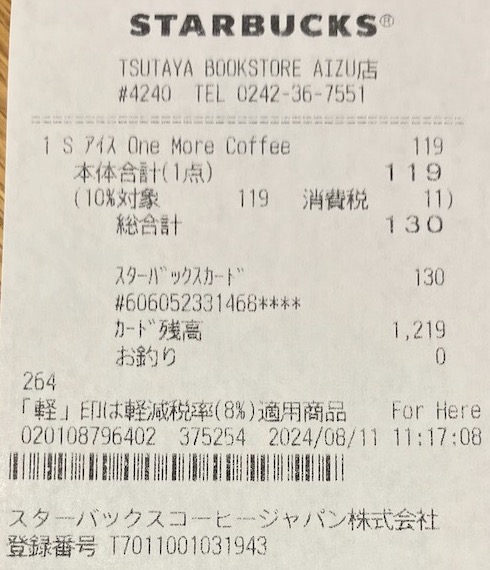 STARBUCKS®
TSUTAYA BOOKSTORE AIZU店
#4240 TEL 0242-36-7551
1 S ｱｲｽ One More Coffee 119
本体合計(1点) 119
(10%対象 119 消費税 11)
総合計 130
ｽﾀｰﾊﾞｯｸｽｶｰﾄﾞ 130
#606052331468****
ｶｰﾄﾞ残高 1,219
お釣り 0
264
「軽」印は軽減税率(8%)適用商品 For Here
020108796402 375254 2024/08/11 11:17:08
スターバックスコーヒージャパン株式会社
登録番号 T7011001031943